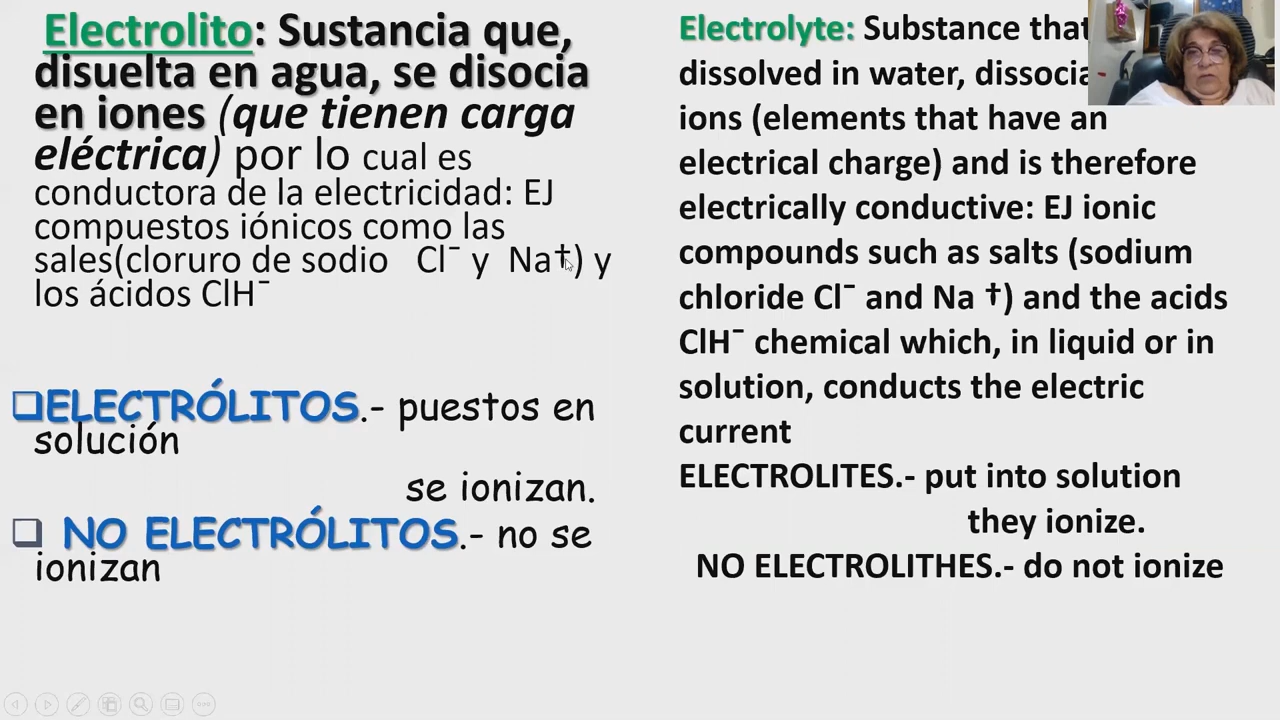 Electrolito: Sustancia que,
disuelta en agua, se disocia
en iones (que tienen carga
eléctrica) por lo cual es
conductora de la electricidad: EJ
compuestos iónicos como las
sales(cloruro de sodio Cl¯ y Na†) y
los ácidos ClH¯
❑ELECTRÓLITOS.- puestos en
solución
se ionizan.
❑ NO ELECTRÓLITOS.- no se
ionizan
Electrolyte: Substance that
dissolved in water,
ions (elements that have an
electrical charge) and is therefore
electrically conductive: EJ ionic
compounds such as salts (sodium
chloride Cl¯ and Na †) and the acids
ClH¯ chemical which, in liquid or in
solution, conducts the electric
current
ELECTROLITES.- put into solution
they ionize.
NO ELECTROLITHES.- do not ionize